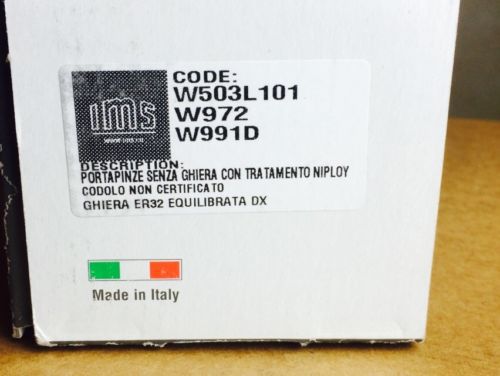 ims
CODE:
W503L101
W972
W991D
DESCRIPTION:
PORTAPINZE SENZA GHIERA CON TRATAMENTO NIPLOY
CODOLO NON CERTIFICATO
GHIERA ER32 EQUILIBRATA DX
Made in Italy